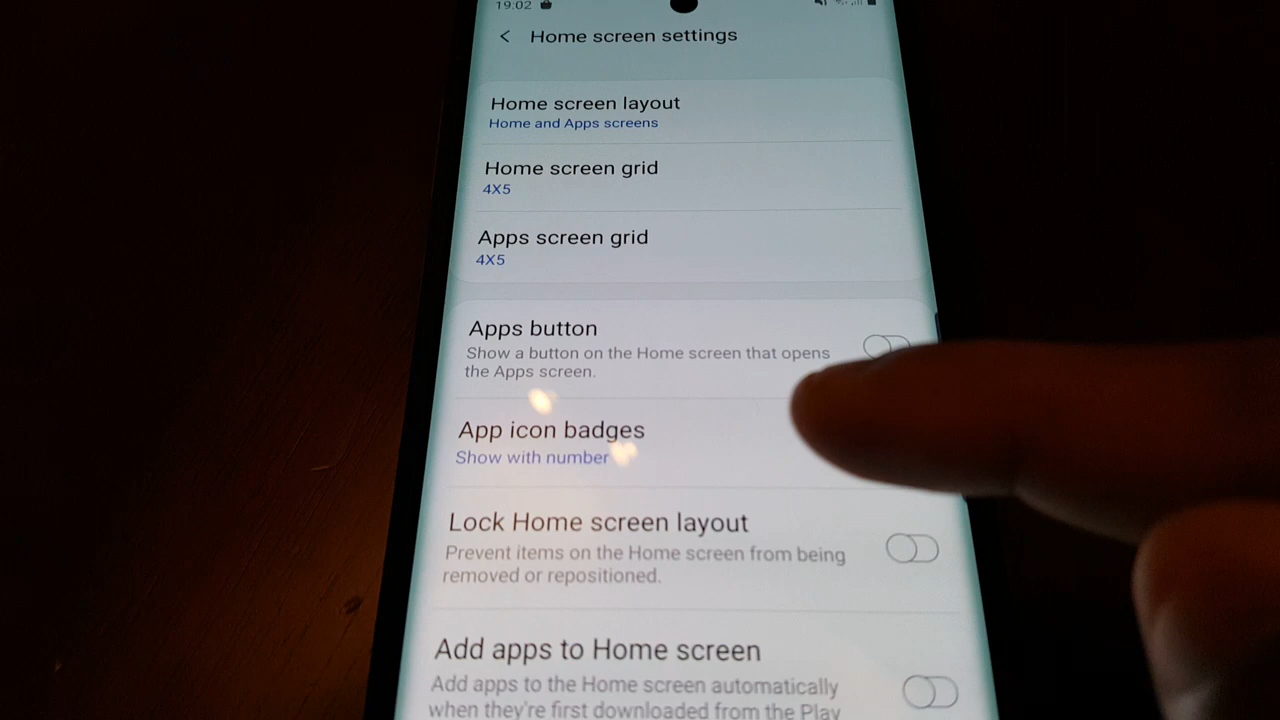 19:02
Home screen settings
Home screen layout
Home and Apps screens
Home screen grid
4X5
Apps screen grid
4X5
Apps button
Show a button on the Home screen that opens
the Apps screen.
App icon badges
Show with number
Lock Home screen layout
Prevent items on the Home screen from being
removed or repositioned.
Add apps to Home screen
Add apps to the Home screen automatically
when they're first downloaded from the Play